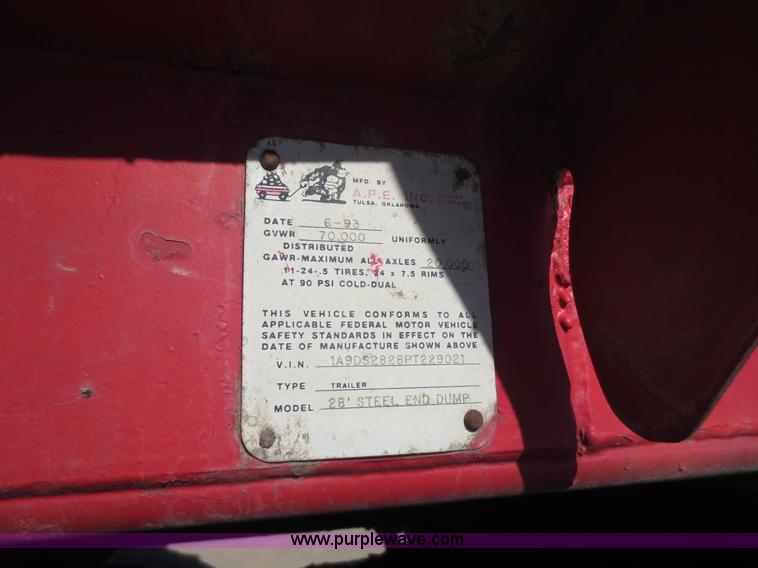 MFD. BY
A.P.E. INC.
TULSA, OKLAHOMA
DATE 6-93
GVWR 70,000 UNIFORMLY
DISTRIBUTED
GAWR-MAXIMUM ALL AXLES 20,000
11-24-.5 TIRES, 24 x 7.5 RIMS
AT 90 PSI COLD-DUAL
THIS VEHICLE CONFORMS TO ALL
APPLICABLE FEDERAL MOTOR VEHICLE
SAFETY STANDARDS IN EFFECT ON THE
DATE OF MANUFACTURE SHOWN ABOVE
V.I.N. 1A9DS2828PT229021
TYPE TRAILER
MODEL 28' STEEL END DUMP
www.purplewave.com